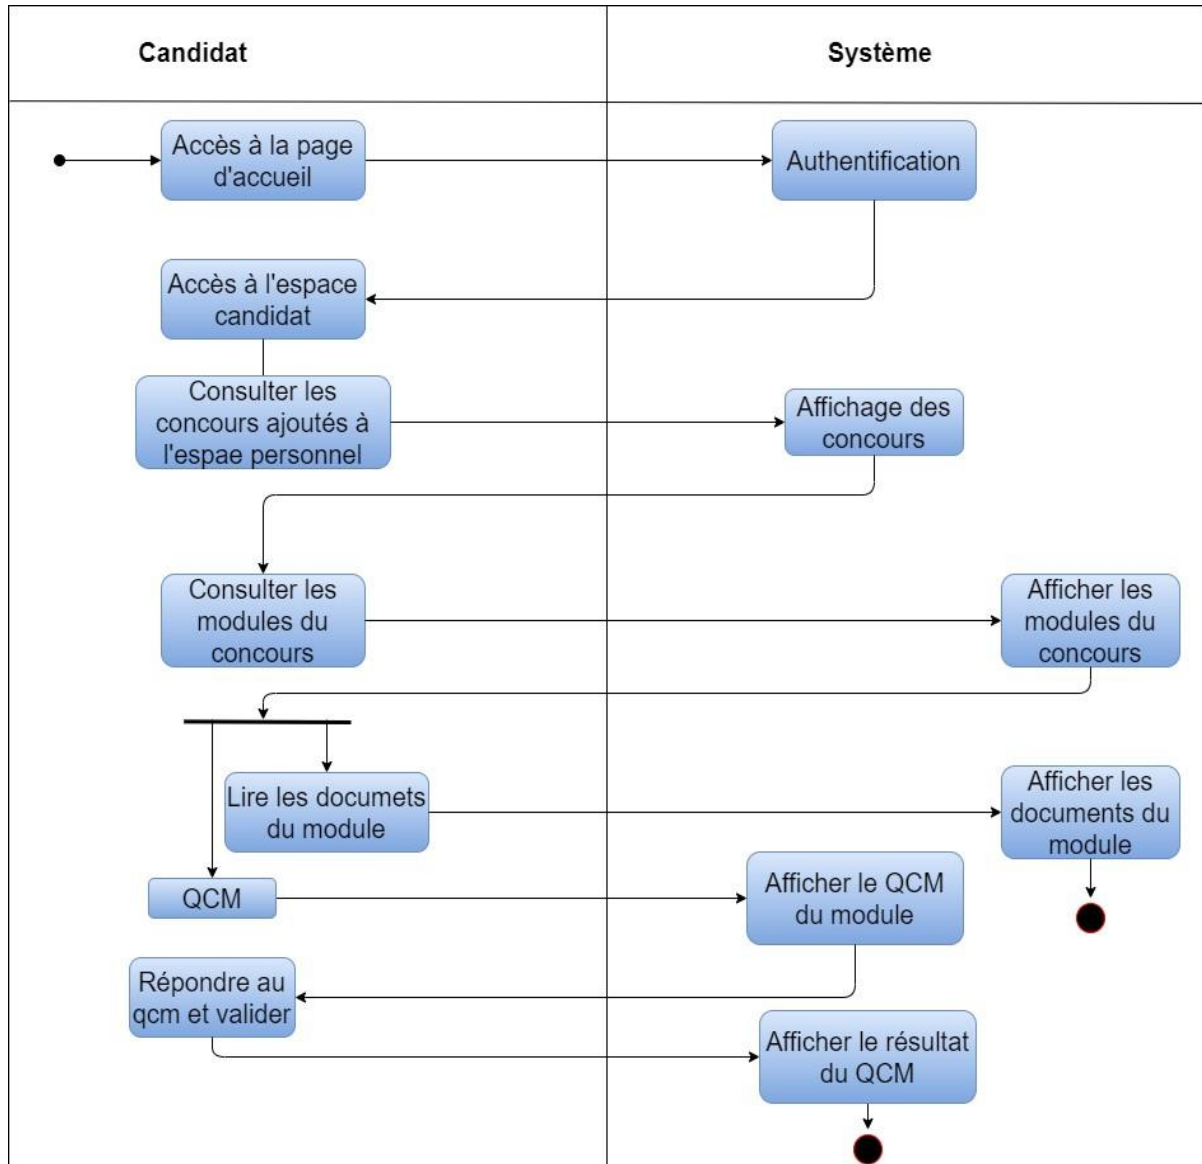 Candidat
Système
Accès à la page
d'accueil
Authentification
Accès à l'espace
candidat
Consulter les
concours ajoutés à
l'espae personnel
Affichage des
concours
Consulter les
modules du
concours
Afficher les
modules du
concours
Lire les documets
du module
Afficher les
documents du
module
QCM
Afficher le QCM
du module
Répondre au
qcm et valider
Afficher le résultat
du QCM